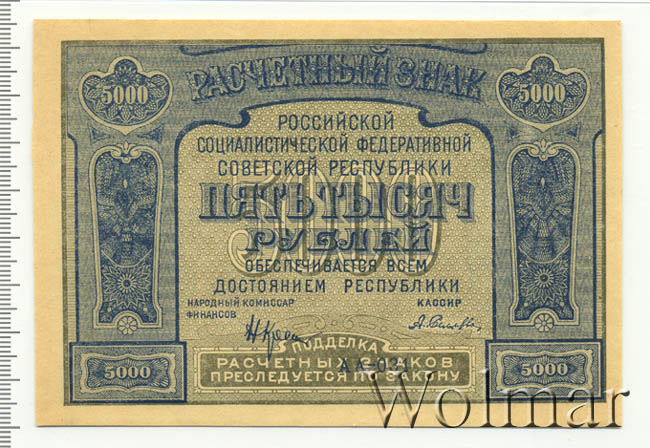 РАСЧЕТНЫЙ ЗНАК
5000 5000
РОССИЙСКОЙ
СОЦИАЛИСТИЧЕСКОЙ ФЕДЕРАТИВНОЙ
СОВЕТСКОЙ РЕСПУБЛИКИ
5000
ПЯТЬ ТЫСЯЧ
РУБЛЕЙ
ОБЕСПЕЧИВАЕТСЯ ВСЕМ
ДОСТОЯНИЕМ РЕСПУБЛИКИ
НАРОДНЫЙ КОМИССАР
ФИНАНСОВ
КАССИР
5000 5000
ПОДДЕЛКА
РАСЧЕТНЫХ ЗНАКОВ
ПРЕСЛЕДУЕТСЯ ПО ЗАКОНУ
Wolmar